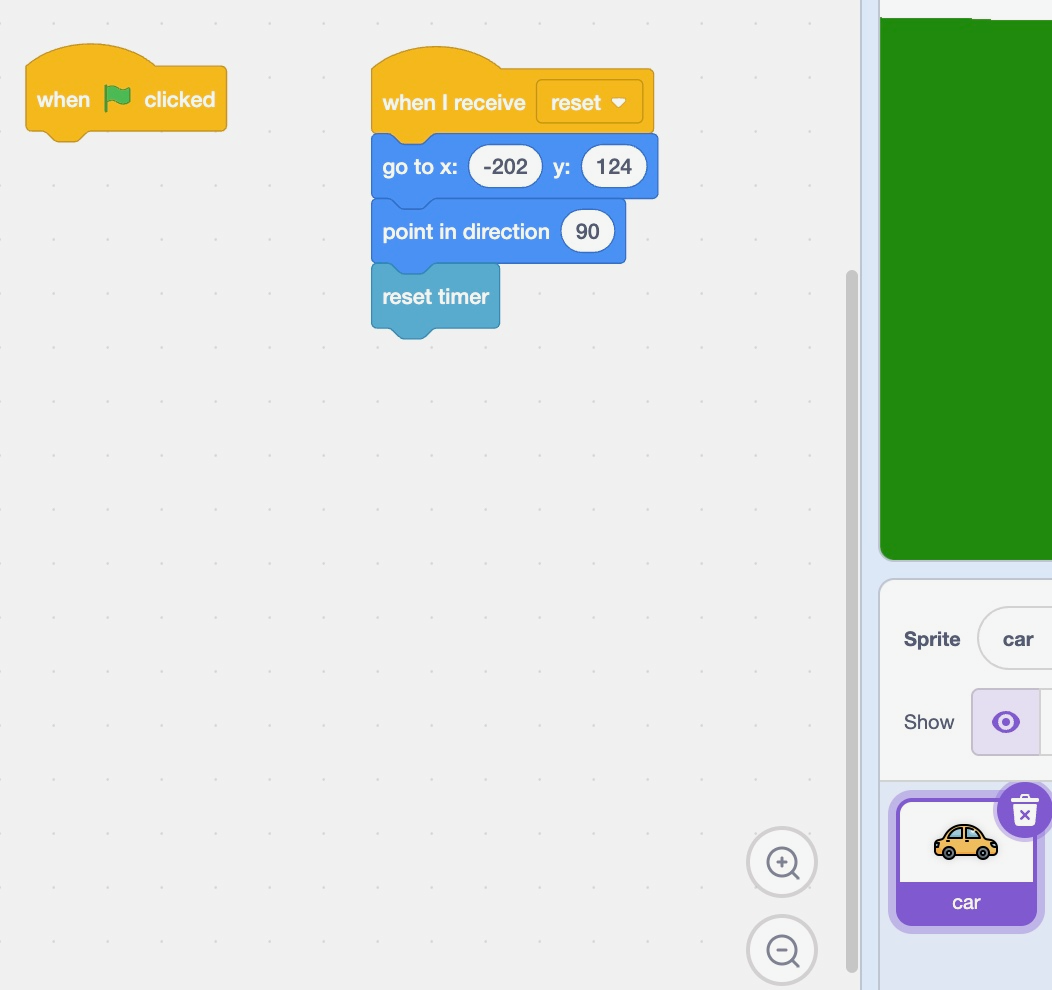 when clicked
when I receive reset
go to x: -202 y: 124
point in direction 90
reset timer
Sprite car
Show
car